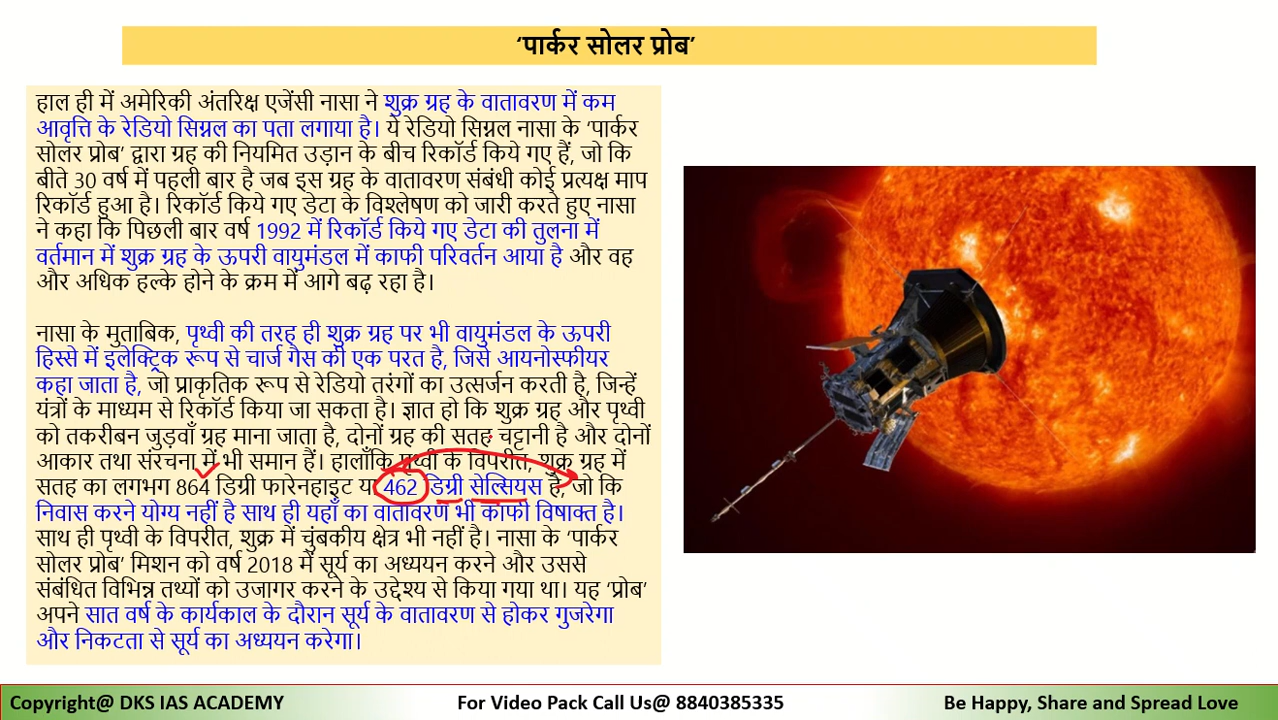 ‘पार्कर सोलर प्रोब’
हाल ही में अमेरिकी अंतरिक्ष एजेंसी नासा ने शुक्र ग्रह के वातावरण में कम
आवृत्ति के रेडियो सिग्नल का पता लगाया है। ये रेडियो सिग्नल नासा के ‘पार्कर
सोलर प्रोब’ द्वारा ग्रह की नियमित उड़ान के बीच रिकॉर्ड किये गए हैं, जो कि
बीते 30 वर्ष में पहली बार है जब इस ग्रह के वातावरण संबंधी कोई प्रत्यक्ष माप
रिकॉर्ड हुआ है। रिकॉर्ड किये गए डेटा के विश्लेषण को जारी करते हुए नासा
ने कहा कि पिछली बार वर्ष 1992 में रिकॉर्ड किये गए डेटा की तुलना में
वर्तमान में शुक्र ग्रह के ऊपरी वायुमंडल में काफी परिवर्तन आया है और वह
और अधिक हल्के होने के क्रम में आगे बढ़ रहा है।
नासा के मुताबिक, पृथ्वी की तरह ही शुक्र ग्रह पर भी वायुमंडल के ऊपरी
हिस्से में इलेक्ट्रिक रूप से चार्ज गैस की एक परत है, जिसे आयनोस्फीयर
कहा जाता है, जो प्राकृतिक रूप से रेडियो तरंगों का उत्सर्जन करती है, जिन्हें
यंत्रों के माध्यम से रिकॉर्ड किया जा सकता है। ज्ञात हो कि शुक्र ग्रह और पृथ्वी
को तकरीबन जुड़वाँ ग्रह माना जाता है, दोनों ग्रह की सतह चट्टानी है और दोनों
आकार तथा संरचना में भी समान हैं। हालाँकि पृथ्वी के विपरीत, शुक्र ग्रह में
सतह का लगभग 864 डिग्री फारेनहाइट या 462 डिग्री सेल्सियस है, जो कि
निवास करने योग्य नहीं है साथ ही यहाँ का वातावरण भी काफी विषाक्त है।
साथ ही पृथ्वी के विपरीत, शुक्र में चुंबकीय क्षेत्र भी नहीं है। नासा के ‘पार्कर
सोलर प्रोब’ मिशन को वर्ष 2018 में सूर्य का अध्ययन करने और उससे
संबंधित विभिन्न तथ्यों को उजागर करने के उद्देश्य से किया गया था। यह ‘प्रोब’
अपने सात वर्ष के कार्यकाल के दौरान सूर्य के वातावरण से होकर गुजरेगा
और निकटता से सूर्य का अध्ययन करेगा।
Copyright@ DKS IAS ACADEMY
For Video Pack Call Us@ 8840385335
Be Happy, Share and Spread Love